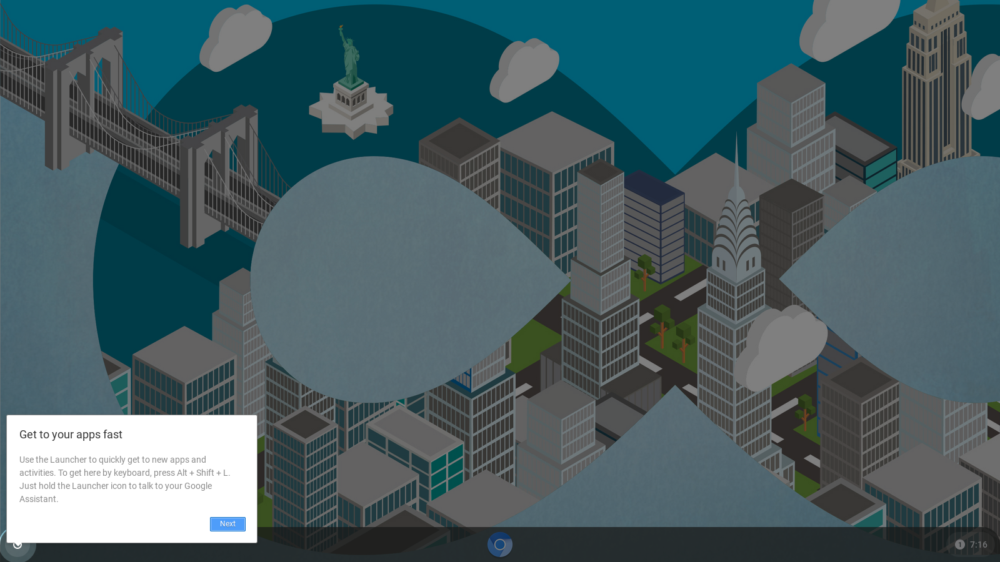 Get to your apps fast
Use the Launcher to quickly get to new apps and
activities. To get here by keyboard, press Alt + Shift + L.
Just hold the Launcher icon to talk to your Google
Assistant.
Next
1 7:16